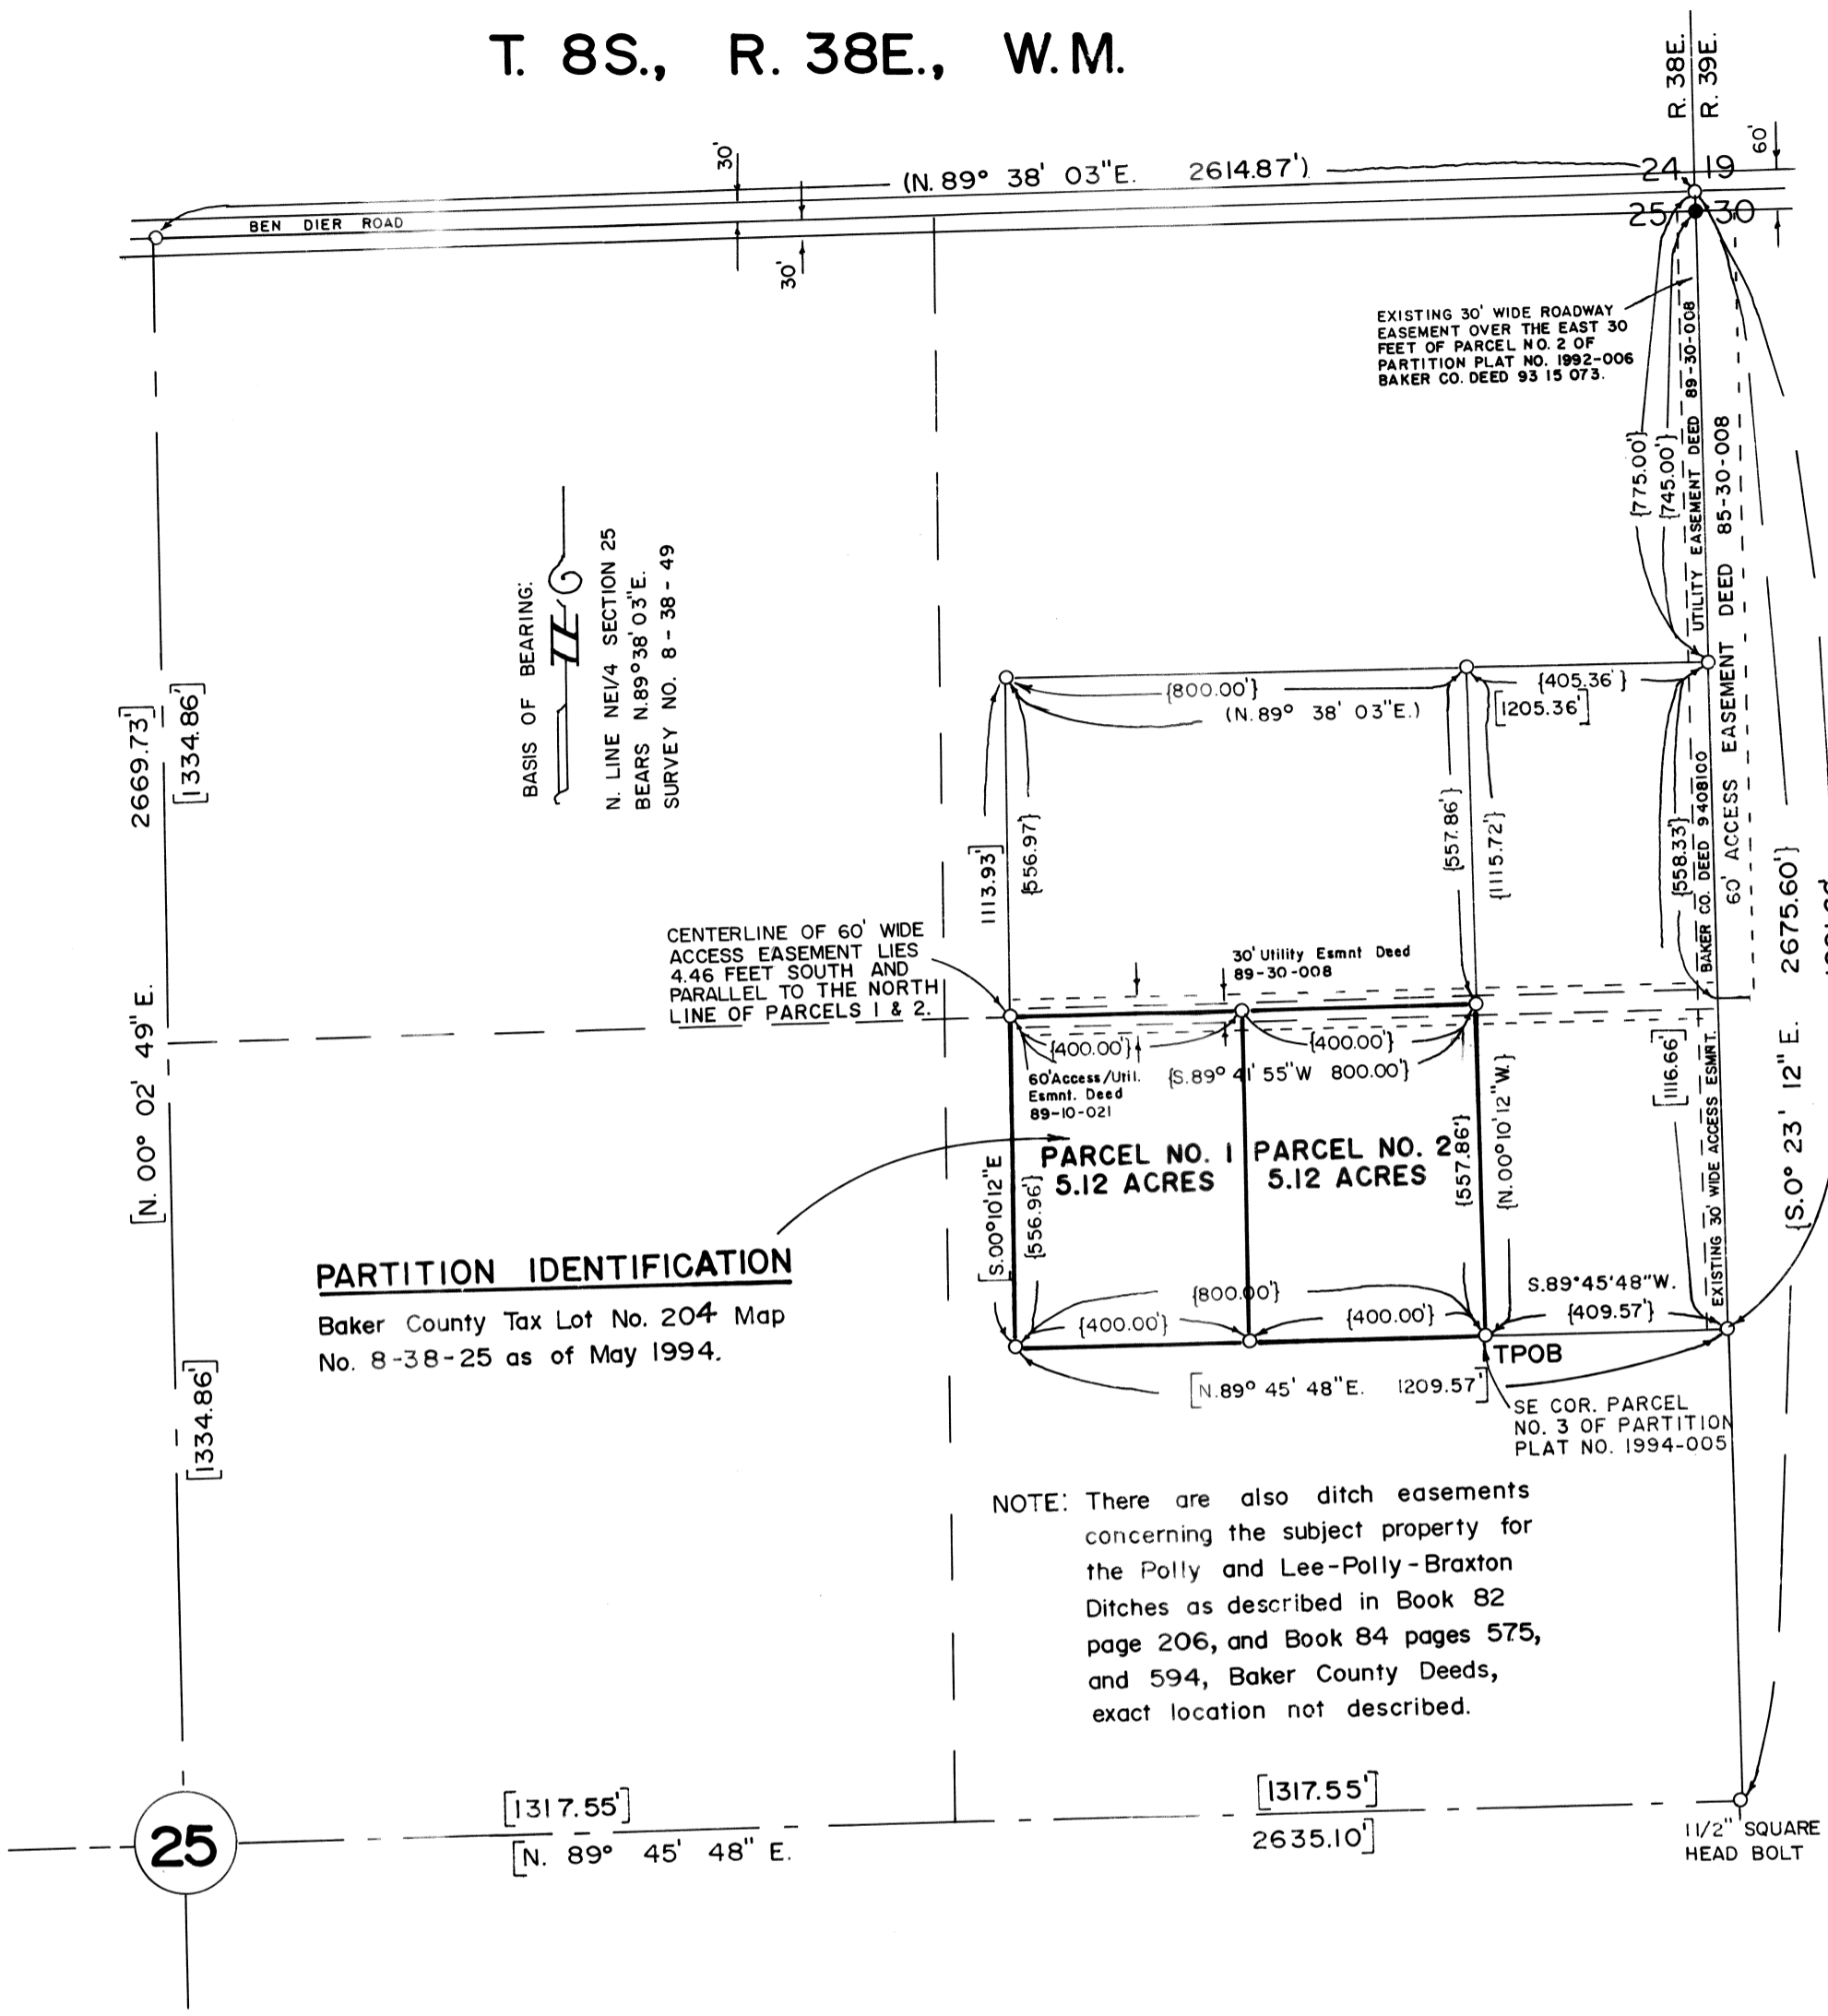 T. 8S., R. 38E., W.M.
R. 38E.
R. 39E.
60'
30'
(N. 89° 38' 03"E. 2614.87')
24 19
25 30
BEN DIER ROAD
30'
EXISTING 30' WIDE ROADWAY
EASEMENT OVER THE EAST 30
FEET OF PARCEL NO. 2 OF
PARTITION PLAT NO. 1992-006
BAKER CO. DEED 93 15 073.
{775.00'}
{745.00'}
UTILITY EASEMENT DEED 89-30-008
60' ACCESS EASEMENT DEED 85-30-008
BASIS OF BEARING:
N. LINE NE1/4 SECTION 25
BEARS N.89°38'03"E.
SURVEY NO. 8-38-49
2669.73']
[1334.86']
[N. 00° 02' 49"E.
{800.00'}
(N. 89° 38' 03"E.)
{405.36'}
[1205.36']
1113.93']
{556.97'}
{557.86'}
{1115.72'}
{558.33'}
BAKER CO. DEED 9408100
2675.60'}
{S.0° 23' 12"E.
CENTERLINE OF 60' WIDE
ACCESS EASEMENT LIES
4.46 FEET SOUTH AND
PARALLEL TO THE NORTH
LINE OF PARCELS 1 & 2.
30' Utility Esmnt Deed
89-30-008
{400.00'}
{400.00'}
60' Access/Util.
Esmnt. Deed
89-10-021
{S.89° 41' 55"W 800.00'}
[1116.66']
EXISTING 30' WIDE ACCESS ESMRT.
PARCEL NO. 1
5.12 ACRES
PARCEL NO. 2
5.12 ACRES
[S.00°10'12"E
{556.96'}
{557.86'}
{N.00°10'12"W.}
PARTITION IDENTIFICATION
Baker County Tax Lot No. 204 Map
No. 8-38-25 as of May 1994.
{800.00'}
{400.00'}
{400.00'}
S.89°45'48"W.
{409.57'}
TPOB
[N.89° 45' 48"E. 1209.57']
SE COR. PARCEL
NO. 3 OF PARTITION
PLAT NO. 1994-005
[1334.86']
NOTE: There are also ditch easements
concerning the subject property for
the Polly and Lee-Polly-Braxton
Ditches as described in Book 82
page 206, and Book 84 pages 575,
and 594, Baker County Deeds,
exact location not described.
[1317.55']
[1317.55']
25
[N. 89° 45' 48" E.
2635.10']
1 1/2" SQUARE
HEAD BOLT